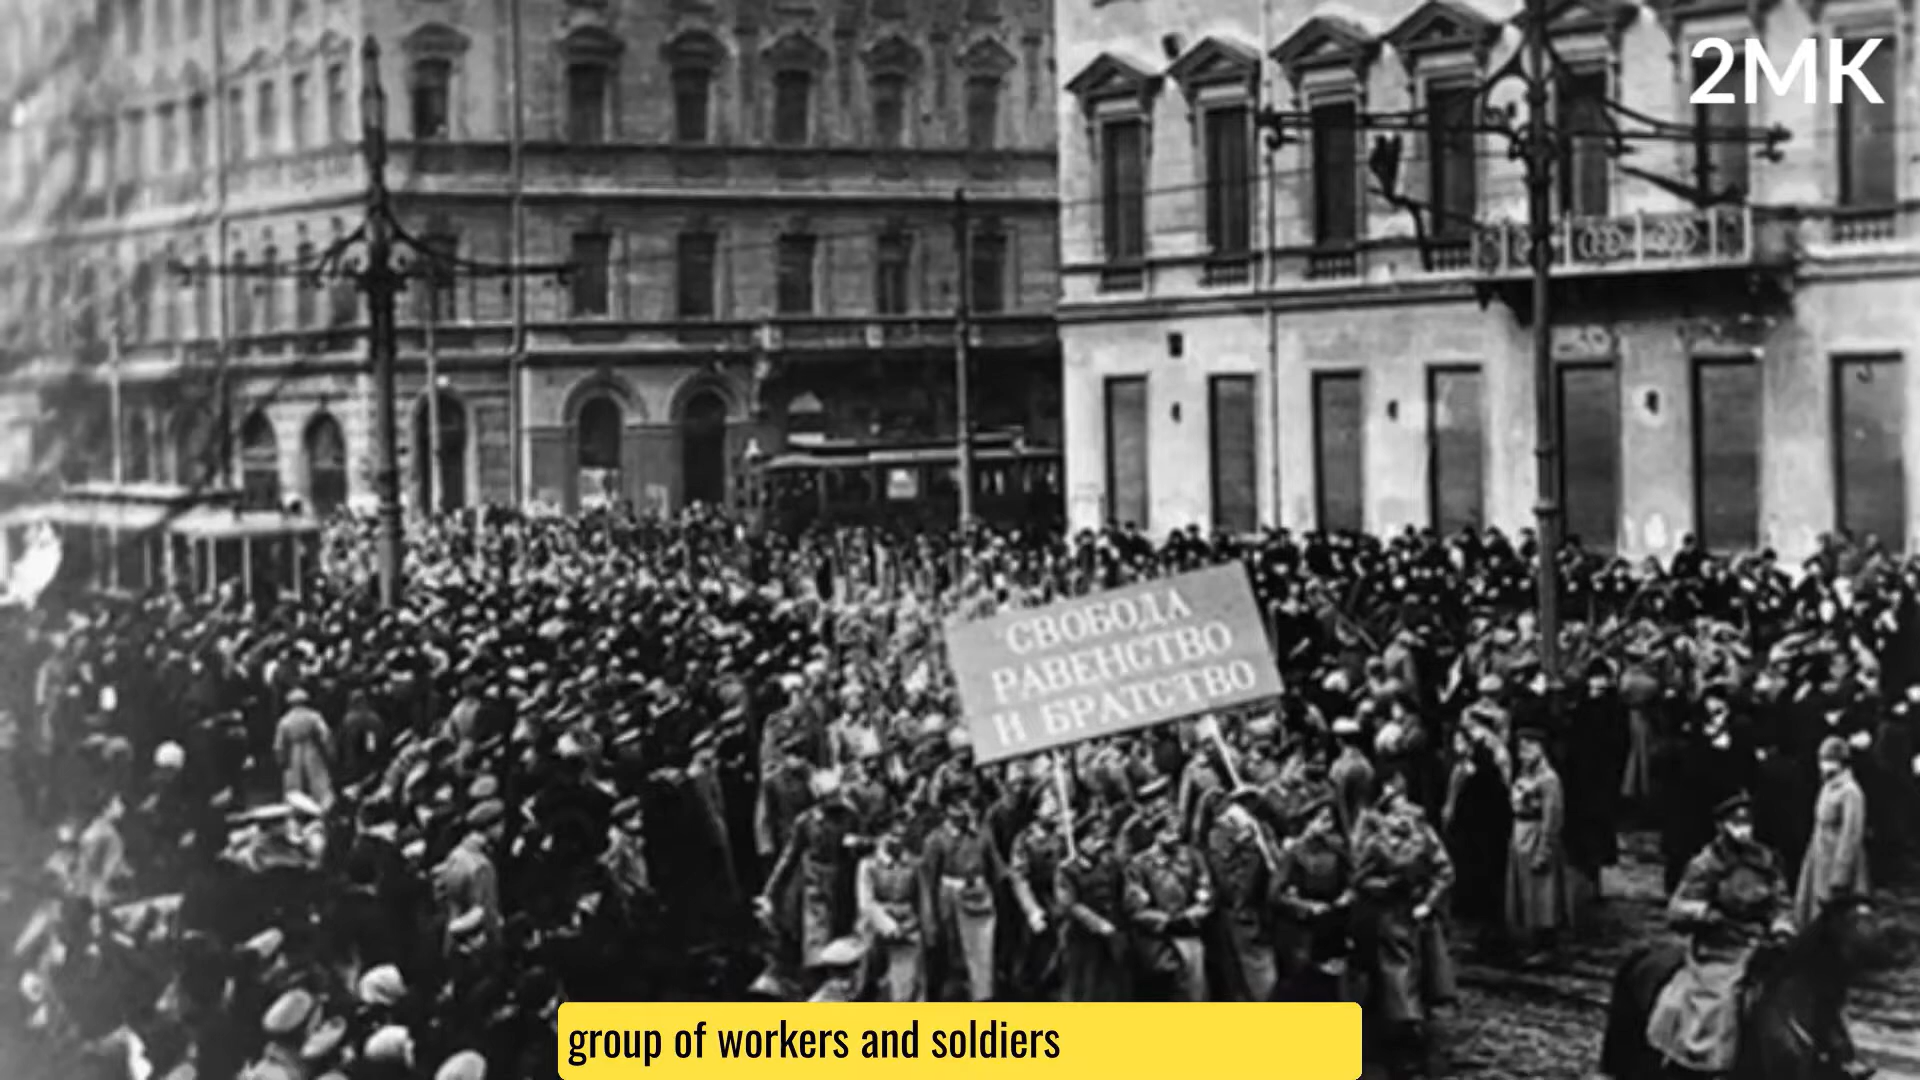 2MK
СВОБОДА
РАВЕНСТВО
И БРАТСТВО
group of workers and soldiers